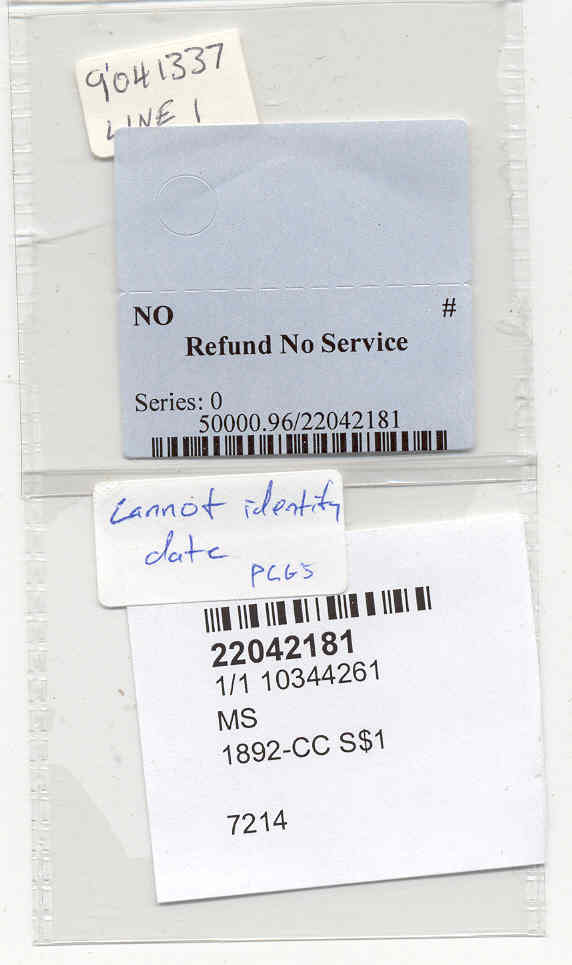 9041337
LINE 1
NO #
Refund No Service
Series: 0
50000.96/22042181
Cannot identity
date
PCGS
22042181
1/1 10344261
MS
1892-CC S$1
7214